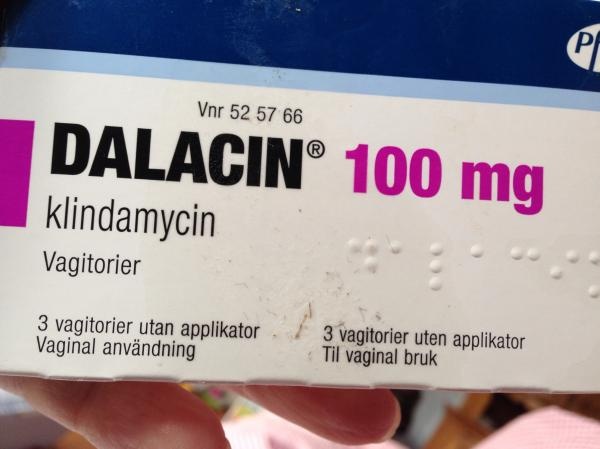 Vnr 52 57 66
DALACIN® 100 mg
klindamycin
Vagitorier
3 vagitorier utan applikator
Vaginal användning
3 vagitorier uten applikator
Til vaginal bruk